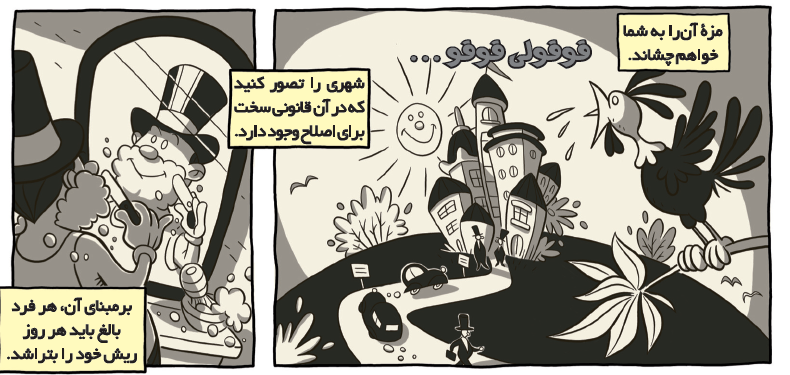 مزهٔ آن‌را به شما
خواهم چشاند.
قوقولی قوقو ...
شهری را تصور کنید
که در آن قانونی سخت
برای اصلاح وجود دارد.
برمبنای آن، هر فرد
بالغ باید هر روز
ریش خود را بتراشد.